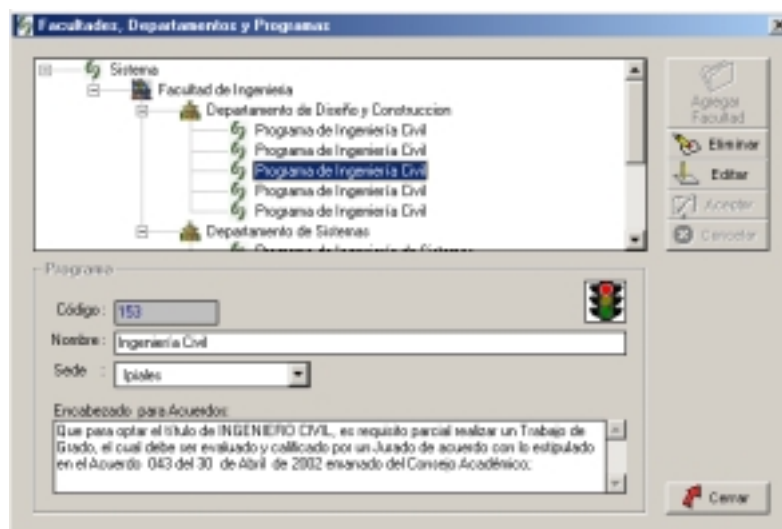 Facultades, Departamentos y Programas
Sistema
Facultad de Ingenieria
Departamento de Diseño y Construccion
Programa de Ingeniería Civil
Programa de Ingeniería Civil
Programa de Ingeniería Civil
Programa de Ingeniería Civil
Programa de Ingeniería Civil
Departamento de Sistemas
Programa de Ingeniería de Sistemas
Agregar
Facultad
Eliminar
Editar
Aceptar
Cancelar
Programa
Código: 153
Nombre: Ingeniería Civil
Sede : Ipiales
Encabezado para Acuerdos:
Que para optar el título de INGENIERO CIVIL, es requisito parcial realizar un Trabajo de
Grado, el cual debe ser evaluado y calificado por un Jurado de acuerdo con lo estipulado
en el Acuerdo 043 del 30 de Abril de 2002 emanado del Consejo Académico;
Cerrar